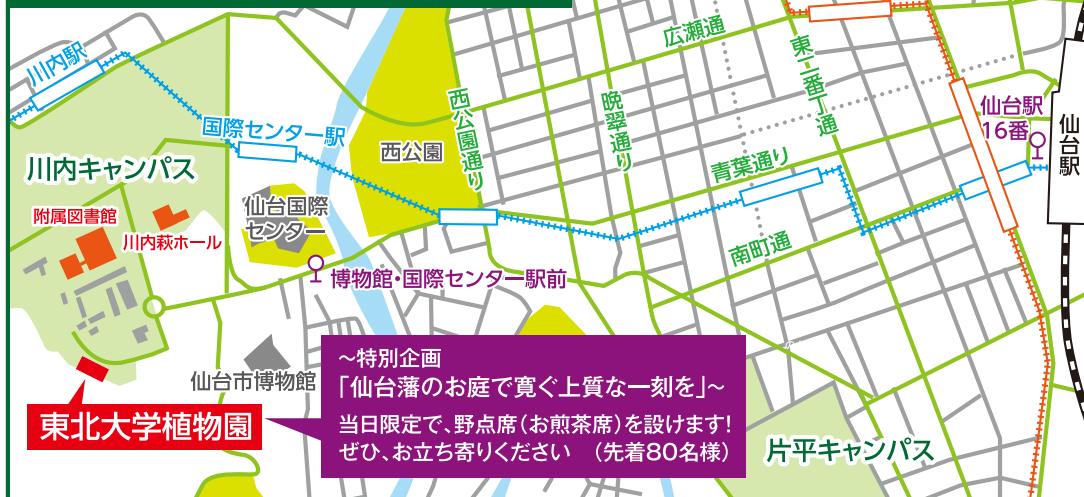 広瀬通
川内駅
東二番丁通
西公園通り
晩翠通り
仙台駅
16番
仙台駅
国際センター駅
西公園
青葉通り
川内キャンパス
附属図書館
川内萩ホール
仙台国際
センター
南町通
博物館・国際センター駅前
仙台市博物館
～特別企画
「仙台藩のお庭で寛ぐ上質な一刻を」～
当日限定で、野点席（お煎茶席）を設けます！
ぜひ、お立ち寄りください　（先着80名様）
東北大学植物園
片平キャンパス